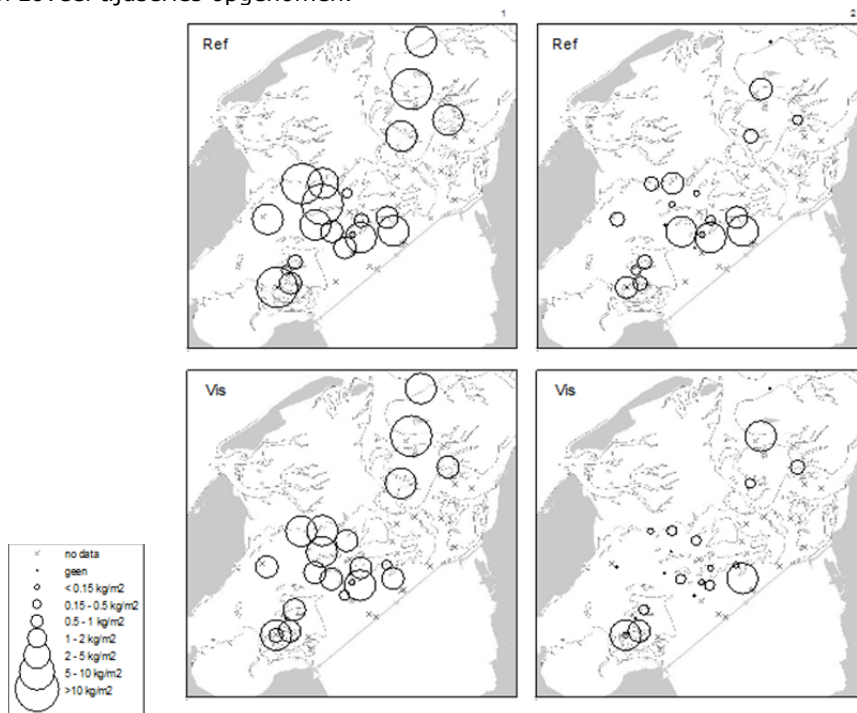 1
2
Ref
Ref
Vis
Vis
no data
geen
< 0.15 kg/m2
0.15 - 0.5 kg/m2
0.5 - 1 kg/m2
1 - 2 kg/m2
2 - 5 kg/m2
5 - 10 kg/m2
>10 kg/m2